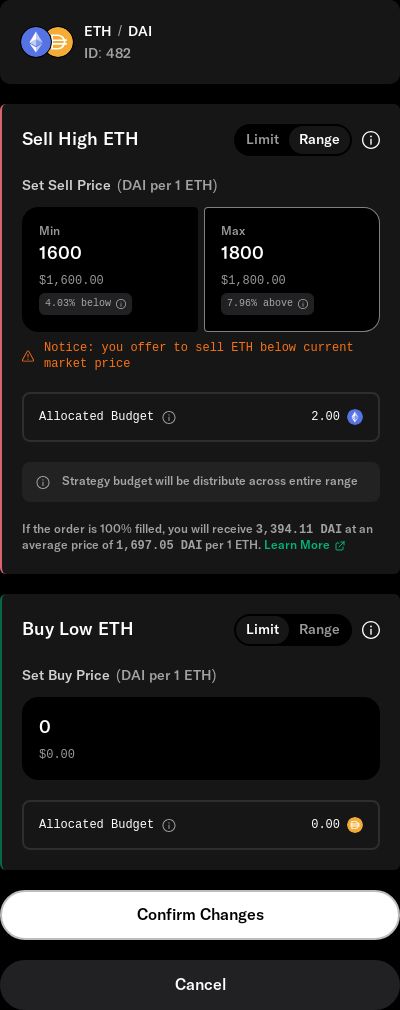 ETH / DAI
ID: 482
Sell High ETH
Limit Range
Set Sell Price (DAI per 1 ETH)
Min
1600
$1,600.00
4.03% below
Max
1800
$1,800.00
7.96% above
Notice: you offer to sell ETH below current
market price
Allocated Budget 2.00
Strategy budget will be distribute across entire range
If the order is 100% filled, you will receive 3,394.11 DAI at an
average price of 1,697.05 DAI per 1 ETH. Learn More
Buy Low ETH
Limit Range
Set Buy Price (DAI per 1 ETH)
0
$0.00
Allocated Budget 0.00
Confirm Changes
Cancel